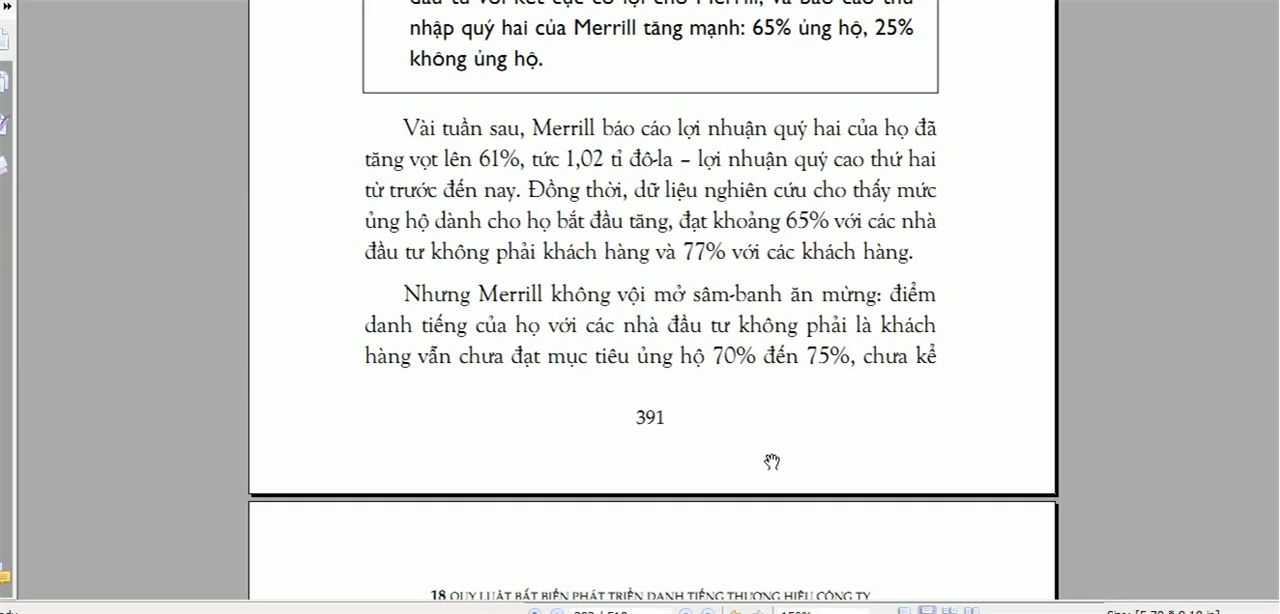 nhập quý hai của Merrill tăng mạnh: 65% ủng hộ, 25%
không ủng hộ.
Vài tuần sau, Merrill báo cáo lợi nhuận quý hai của họ đã
tăng vọt lên 61%, tức 1,02 tỉ đô-la – lợi nhuận quý cao thứ hai
từ trước đến nay. Đồng thời, dữ liệu nghiên cứu cho thấy mức
ủng hộ dành cho họ bắt đầu tăng, đạt khoảng 65% với các nhà
đầu tư không phải khách hàng và 77% với các khách hàng.
Nhưng Merrill không vội mở sâm-banh ăn mừng: điểm
danh tiếng của họ với các nhà đầu tư không phải là khách
hàng vẫn chưa đạt mục tiêu ủng hộ 70% đến 75%, chưa kể
391
18 QUY LUẬT BẤT BIẾN PHÁT TRIỂN DANH TIẾNG THƯƠNG HIỆU CÔNG TY